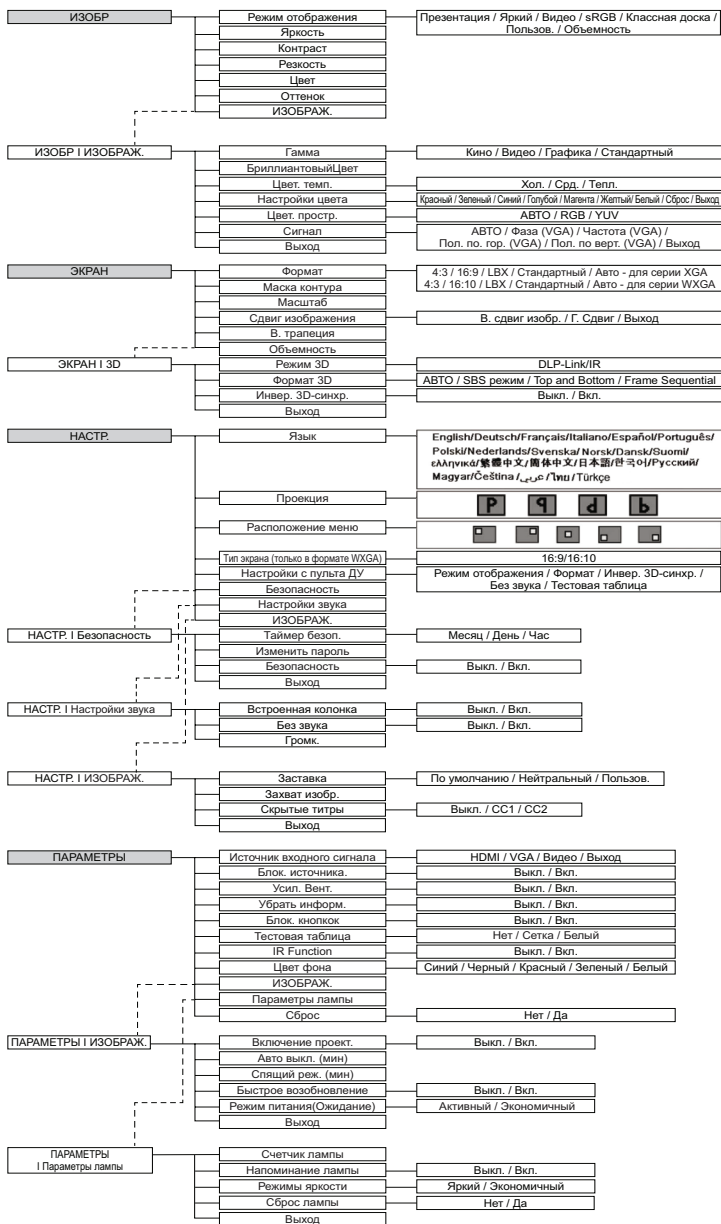 ИЗОБР
Режим отображения
Презентация / Яркий / Видео / sRGB / Классная доска /
Пользов. / Объемность
Яркость
Контраст
Резкость
Цвет
Оттенок
ИЗОБРАЖ.
ИЗОБР I ИЗОБРАЖ.
Гамма
Кино / Видео / Графика / Стандартный
БриллиантовыйЦвет
Цвет. темп.
Хол. / Срд. / Тепл.
Настройки цвета
Красный / Зеленый / Синий / Голубой / Магента / Желтый/ Белый / Сброс / Выход
Цвет. простр.
АВТО / RGB / YUV
Сигнал
АВТО / Фаза (VGA) / Частота (VGA) /
Пол. по. гор. (VGA) / Пол. по верт. (VGA) / Выход
Выход
ЭКРАН
Формат
4:3 / 16:9 / LBX / Стандартный / Авто - для серии XGA
4:3 / 16:10 / LBX / Стандартный / Авто - для серии WXGA
Маска контура
Масштаб
Сдвиг изображения
В. сдвиг изобр. / Г. Сдвиг / Выход
В. трапеция
Объемность
ЭКРАН I 3D
Режим 3D
DLP-Link/IR
Формат 3D
АВТО / SBS режим / Top and Bottom / Frame Sequential
Инвер. 3D-синхр.
Выкл. / Вкл.
Выход
НАСТР.
Язык
English/Deutsch/Français/Italiano/Español/Português/
Polski/Nederlands/Svenska/ Norsk/Dansk/Suomi/
ελληνικά/繁體中文/简体中文/日本語/한국어/Русский/
Magyar/Čeština /عربي /ไทย/Türkçe
Проекция
Расположение меню
Тип экрана (только в формате WXGA)
16:9/16:10
Настройки с пульта ДУ
Режим отображения / Формат / Инвер. 3D-синхр. /
Без звука / Тестовая таблица
Безопасность
Настройки звука
ИЗОБРАЖ.
НАСТР. I Безопасность
Таймер безоп.
Месяц / День / Час
Изменить пароль
Безопасность
Выкл. / Вкл.
Выход
НАСТР. I Настройки звука
Встроенная колонка
Выкл. / Вкл.
Без звука
Выкл. / Вкл.
Громк.
НАСТР. I ИЗОБРАЖ.
Заставка
По умолчанию / Нейтральный / Пользов.
Захват изобр.
Скрытые титры
Выкл. / CC1 / CC2
Выход
ПАРАМЕТРЫ
Источник входного сигнала
HDMI / VGA / Видео / Выход
Блок. источника.
Выкл. / Вкл.
Усил. Вент.
Выкл. / Вкл.
Убрать информ.
Выкл. / Вкл.
Блок. кнопкок
Выкл. / Вкл.
Тестовая таблица
Нет / Сетка / Белый
IR Function
Выкл. / Вкл.
Цвет фона
Синий / Черный / Красный / Зеленый / Белый
ИЗОБРАЖ.
Параметры лампы
Сброс
Нет / Да
ПАРАМЕТРЫ I ИЗОБРАЖ.
Включение проект.
Выкл. / Вкл.
Авто выкл. (мин)
Спящий реж. (мин)
Быстрое возобновление
Выкл. / Вкл.
Режим питания(Ожидание)
Активный / Экономичный
Выход
ПАРАМЕТРЫ
I Параметры лампы
Счетчик лампы
Напоминание лампы
Выкл. / Вкл.
Режимы яркости
Яркий / Экономичный
Сброс лампы
Нет / Да
Выход